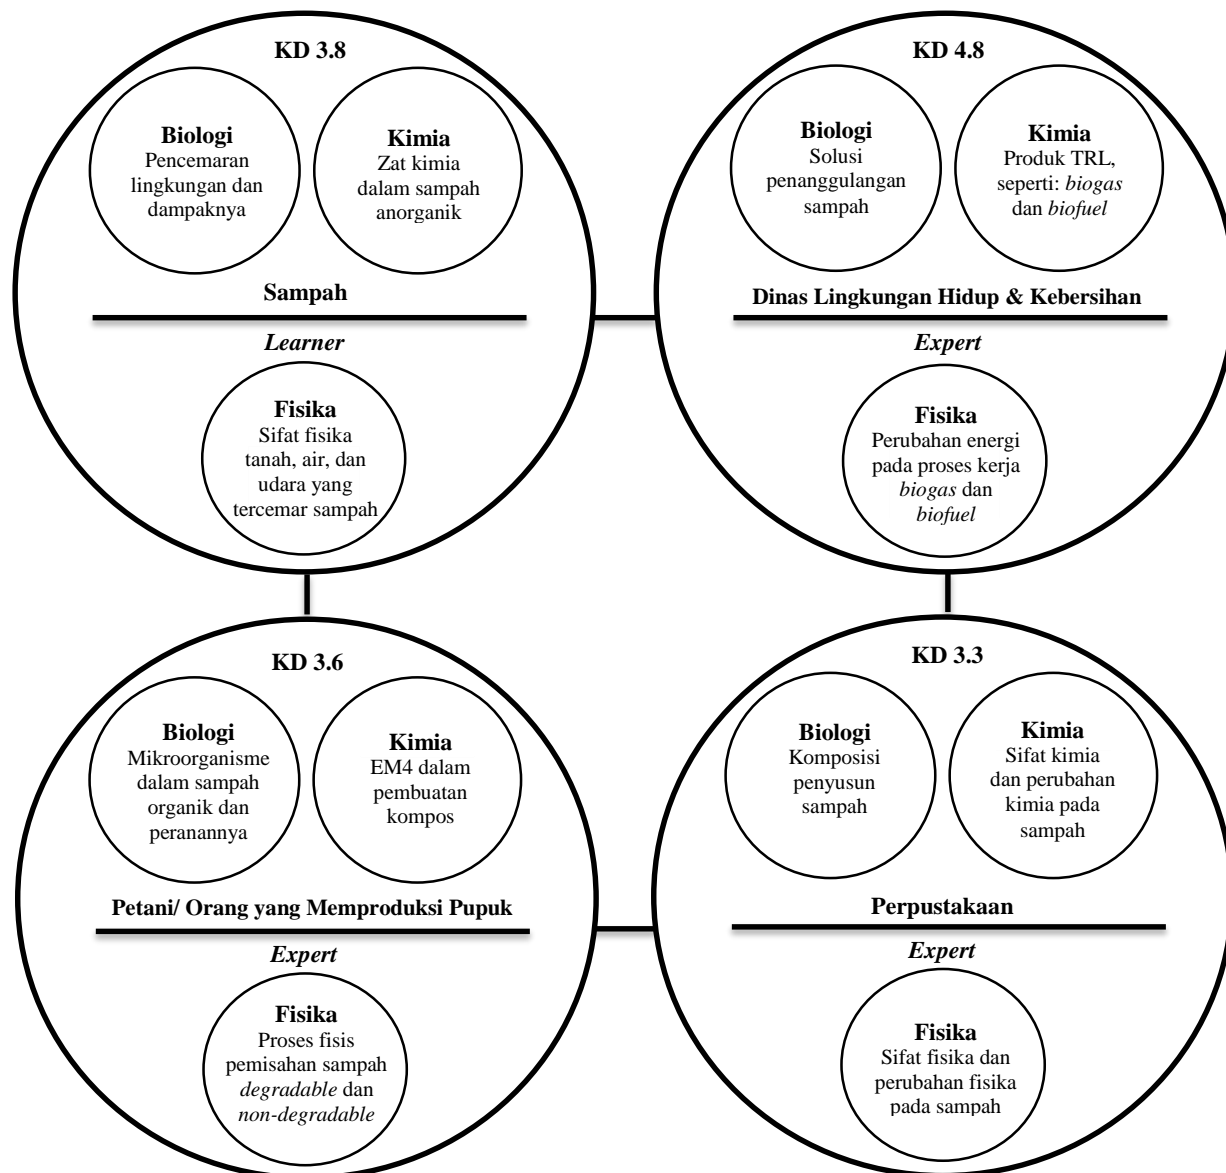 KD 3.8
Biologi
Pencemaran
lingkungan dan
dampaknya
Kimia
Zat kimia
dalam sampah
anorganik
Sampah
Learner
Fisika
Sifat fisika
tanah, air, dan
udara yang
tercemar sampah
KD 4.8
Biologi
Solusi
penanggulangan
sampah
Kimia
Produk TRL,
seperti: biogas
dan biofuel
Dinas Lingkungan Hidup & Kebersihan
Expert
Fisika
Perubahan energi
pada proses kerja
biogas dan
biofuel
KD 3.6
Biologi
Mikroorganisme
dalam sampah
organik dan
peranannya
Kimia
EM4 dalam
pembuatan
kompos
Petani/ Orang yang Memproduksi Pupuk
Expert
Fisika
Proses fisis
pemisahan sampah
degradable dan
non-degradable
KD 3.3
Biologi
Komposisi
penyusun
sampah
Kimia
Sifat kimia
dan perubahan
kimia pada
sampah
Perpustakaan
Expert
Fisika
Sifat fisika dan
perubahan fisika
pada sampah